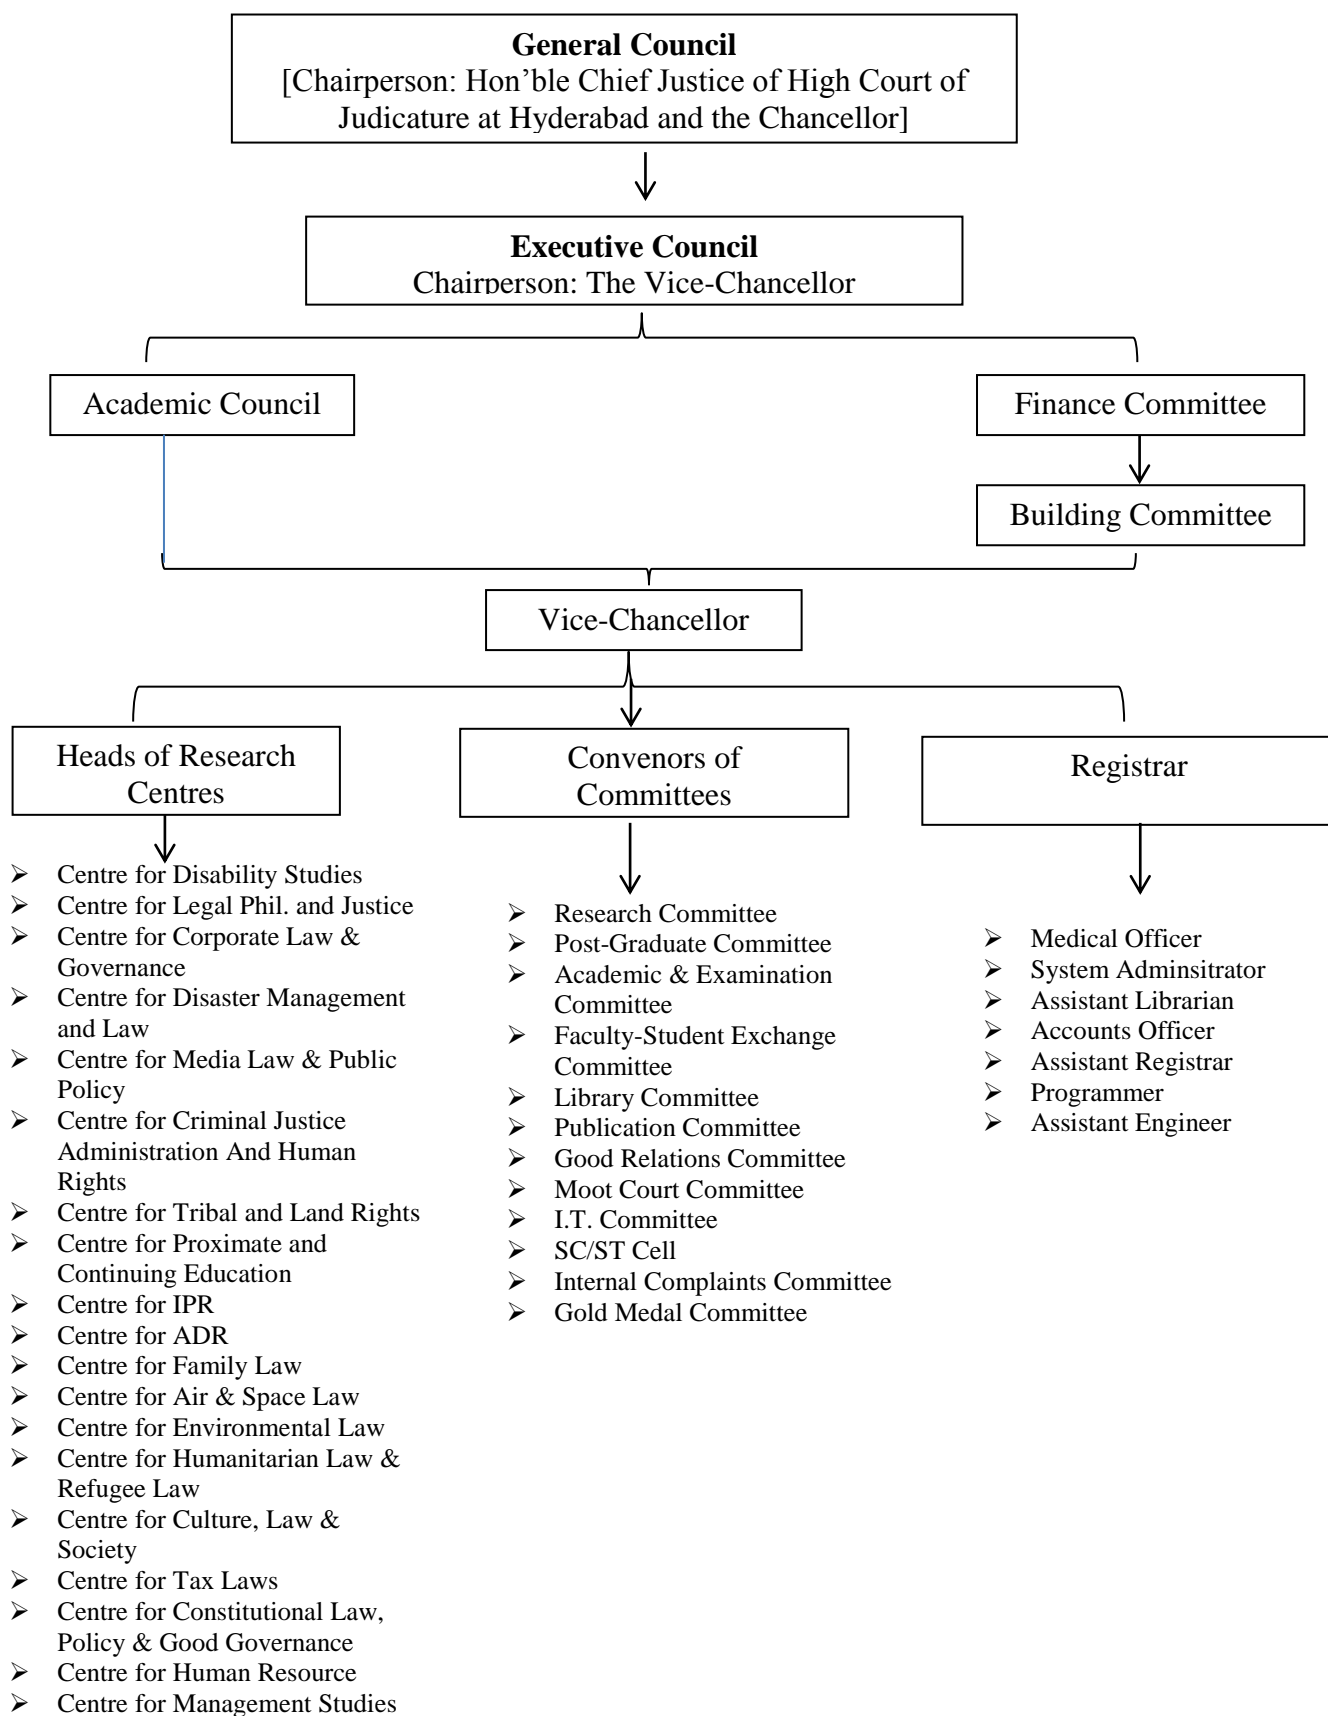 General Council
[Chairperson: Hon’ble Chief Justice of High Court of
Judicature at Hyderabad and the Chancellor]
Executive Council
Chairperson: The Vice-Chancellor
Academic Council
Finance Committee
Building Committee
Vice-Chancellor
Heads of Research
Centres
Convenors of
Committees
Registrar
➢ Centre for Disability Studies
➢ Centre for Legal Phil. and Justice
➢ Centre for Corporate Law &
Governance
➢ Centre for Disaster Management
and Law
➢ Centre for Media Law & Public
Policy
➢ Centre for Criminal Justice
Administration And Human
Rights
➢ Centre for Tribal and Land Rights
➢ Centre for Proximate and
Continuing Education
➢ Centre for IPR
➢ Centre for ADR
➢ Centre for Family Law
➢ Centre for Air & Space Law
➢ Centre for Environmental Law
➢ Centre for Humanitarian Law &
Refugee Law
➢ Centre for Culture, Law &
Society
➢ Centre for Tax Laws
➢ Centre for Constitutional Law,
Policy & Good Governance
➢ Centre for Human Resource
➢ Centre for Management Studies
➢ Research Committee
➢ Post-Graduate Committee
➢ Academic & Examination
Committee
➢ Faculty-Student Exchange
Committee
➢ Library Committee
➢ Publication Committee
➢ Good Relations Committee
➢ Moot Court Committee
➢ I.T. Committee
➢ SC/ST Cell
➢ Internal Complaints Committee
➢ Gold Medal Committee
➢ Medical Officer
➢ System Adminsitrator
➢ Assistant Librarian
➢ Accounts Officer
➢ Assistant Registrar
➢ Programmer
➢ Assistant Engineer